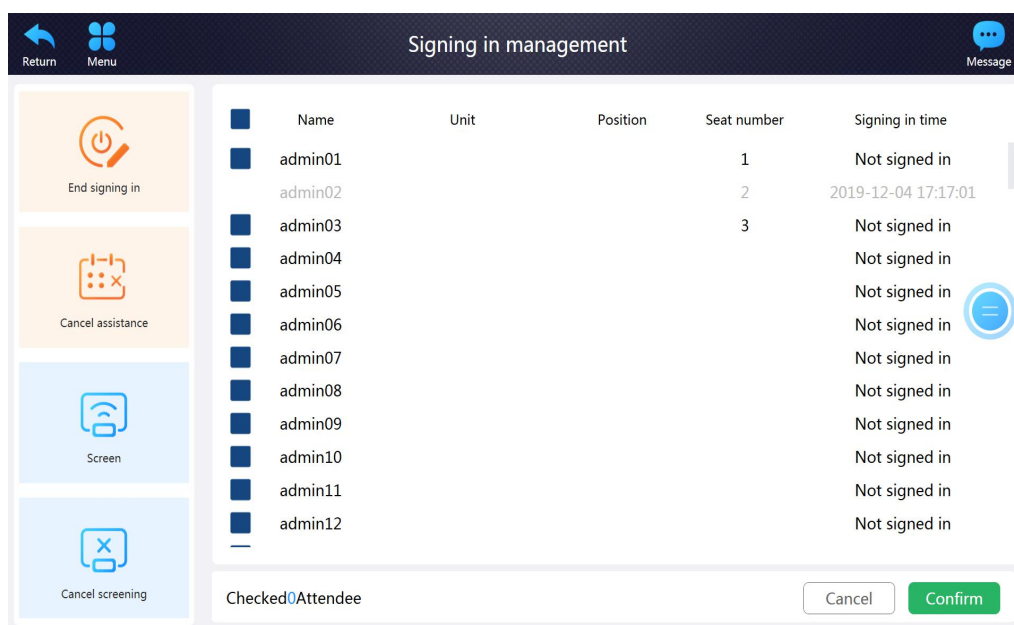 Signing in management
Return Menu Message
Name Unit Position Seat number Signing in time
admin01 1 Not signed in
admin02 2 2019-12-04 17:17:01
admin03 3 Not signed in
admin04 Not signed in
admin05 Not signed in
admin06 Not signed in
admin07 Not signed in
admin08 Not signed in
admin09 Not signed in
admin10 Not signed in
admin11 Not signed in
admin12 Not signed in
End signing in
Cancel assistance
Screen
Cancel screening
Checked0Attendee Cancel Confirm